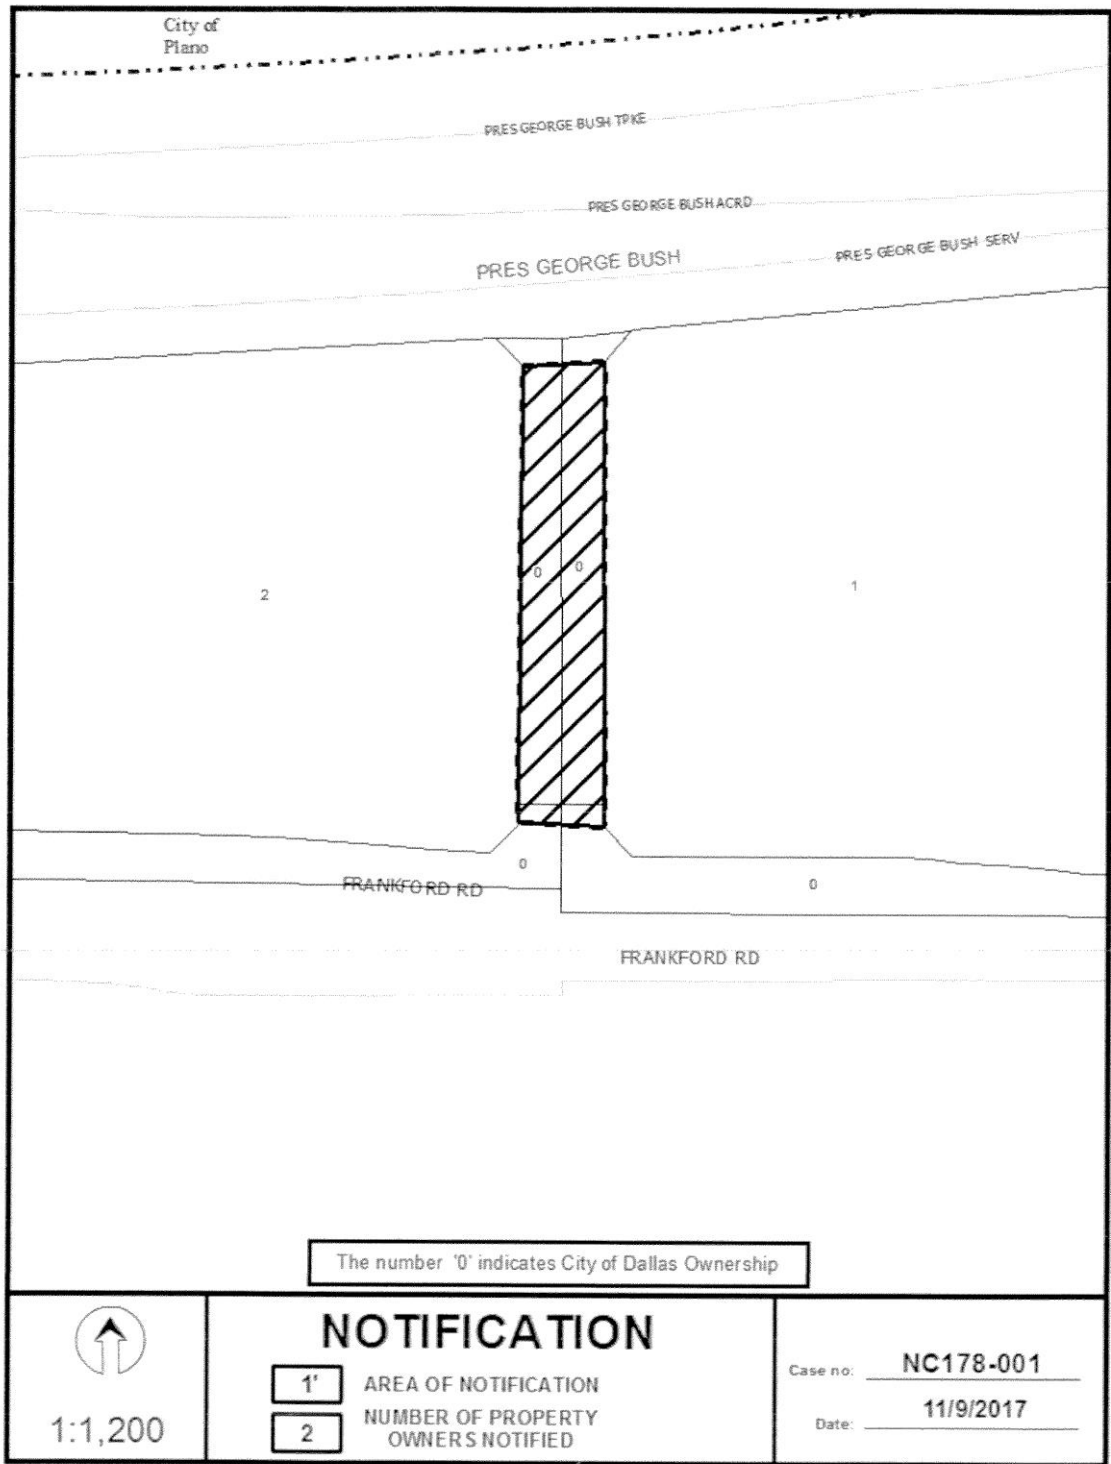 City of
Plano
PRES GEORGE BUSH TPKE
PRES GEORGE BUSH ACRD
PRES GEORGE BUSH SERV
PRES GEORGE BUSH
0
0
2
1
0
0
FRANKFORD RD
FRANKFORD RD
The number '0' indicates City of Dallas Ownership
1:1,200
NOTIFICATION
1' AREA OF NOTIFICATION
2 NUMBER OF PROPERTY
OWNERS NOTIFIED
Case no: NC178-001
Date: 11/9/2017